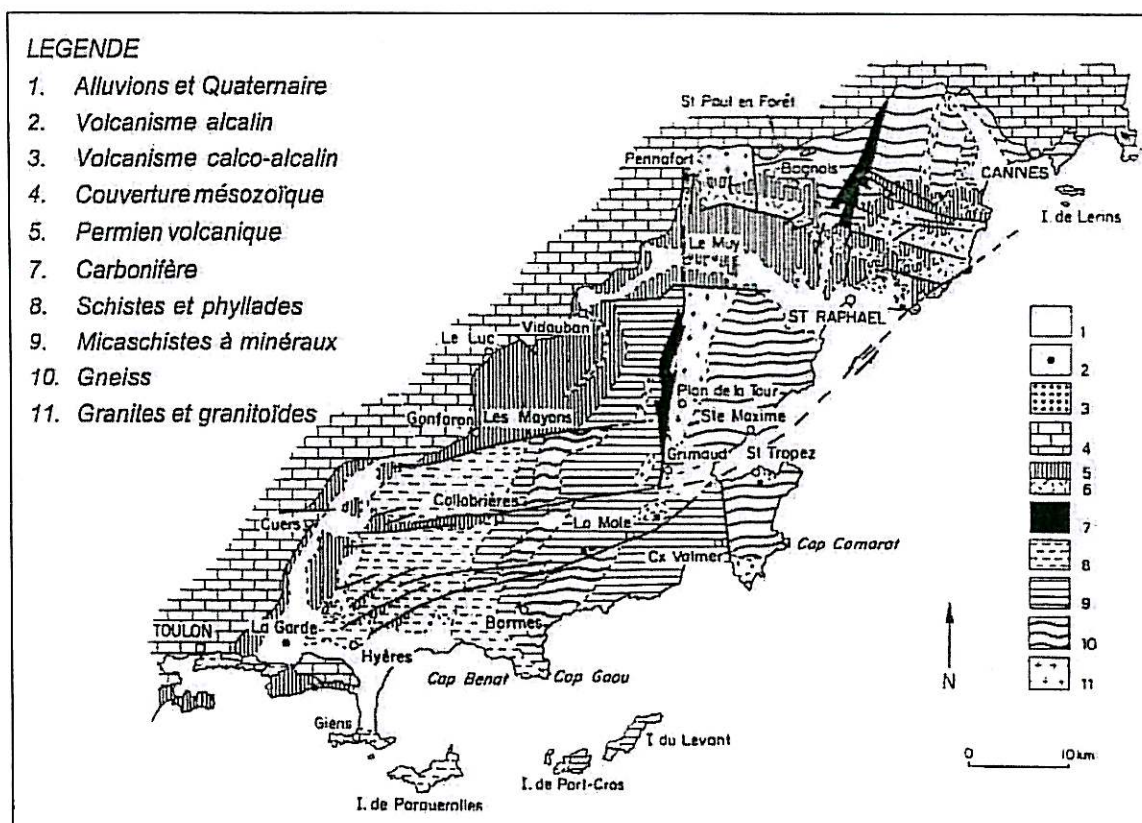 LEGENDE
1. Alluvions et Quaternaire
2. Volcanisme alcalin
3. Volcanisme calco-alcalin
4. Couverture mésozoïque
5. Permien volcanique
7. Carbonifère
8. Schistes et phyllades
9. Micaschistes à minéraux
10. Gneiss
11. Granites et granitoïdes
St Paul en Forêt
Pennafort
Bagnols
CANNES
I. de Lerins
Le Muy
ST RAPHAEL
Vidauban
Le Luc
Plan de la Tour
Gonfaron
Les Mayons
Ste Maxime
Grimaud
St Tropez
Collobrières
Cuers
La Mole
Cx Valmer
Cap Camarat
TOULON
La Garde
Bormes
Hyères
Cap Benat
Cap Gaou
Giens
I. du Levant
I. de Port-Cros
I. de Porquerolles
1
2
3
4
5
6
7
8
9
10
11
N
0 10 km